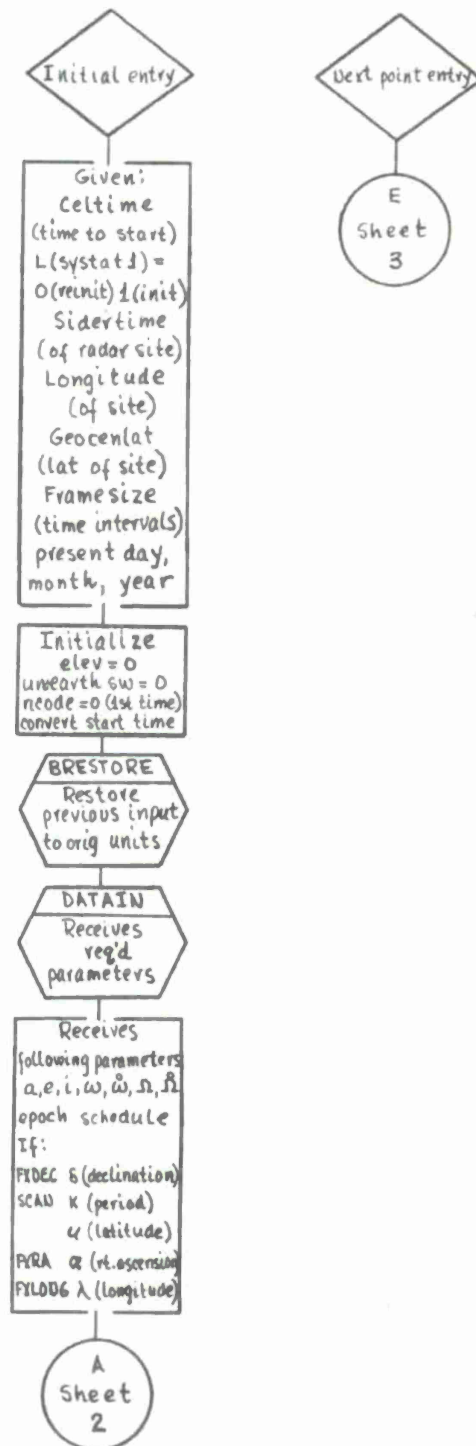 Initial entry
Next point entry
E
Sheet
3
Given:
Celtime
(time to start)
L(systat1) =
0(reinit) 1(init)
Sidertime
(of radar site)
Longitude
(of site)
Geocenlat
(lat of site)
Framesize
(time intervals)
present day,
month, year
Initialize
elev = 0
unearth sw = 0
ncode = 0 (1st time)
convert start time
BRESTORE
Restore
previous input
to orig units
DATAIN
Receives
req'd
parameters
Receives
following parameters
a, e, i, ω, ω̊, Ω, Ω̊
epoch schedule
If:
FXDEC δ (declination)
SCAN K (period)
u (latitude)
FXRA α (rt. ascension)
FXLONG λ (longitude)
A
Sheet
2